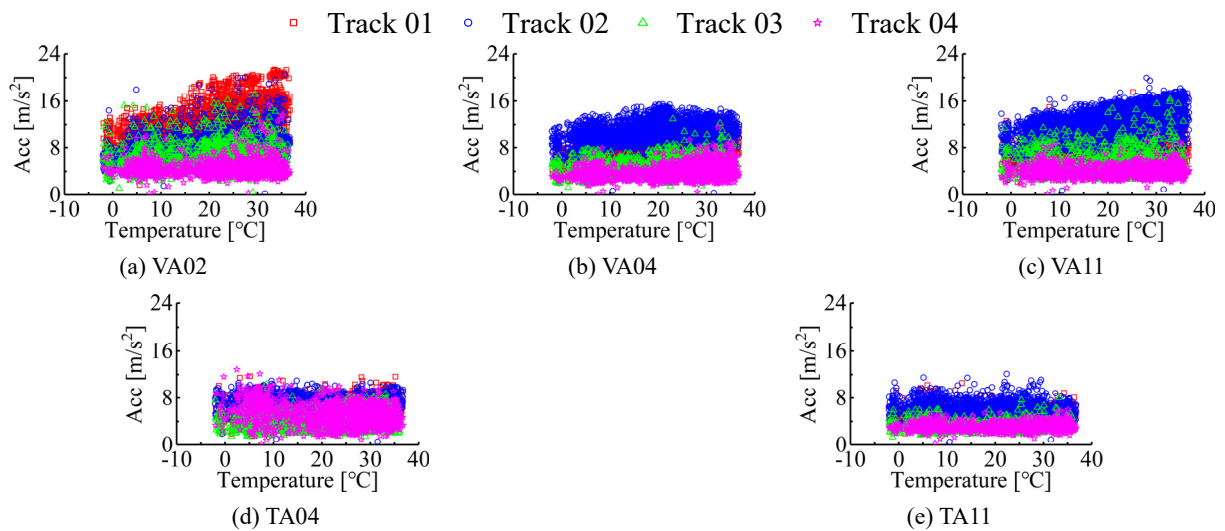 Track 01 Track 02 Track 03 Track 04
24
16
8
0
Acc [m/s²]
-10 0 10 20 30 40
Temperature [°C]
(a) VA02
24
16
8
0
Acc [m/s²]
-10 0 10 20 30 40
Temperature [°C]
(b) VA04
24
16
8
0
Acc [m/s²]
-10 0 10 20 30 40
Temperature [°C]
(c) VA11
24
16
8
0
Acc [m/s²]
-10 0 10 20 30 40
Temperature [°C]
(d) TA04
24
16
8
0
Acc [m/s²]
-10 0 10 20 30 40
Temperature [°C]
(e) TA11